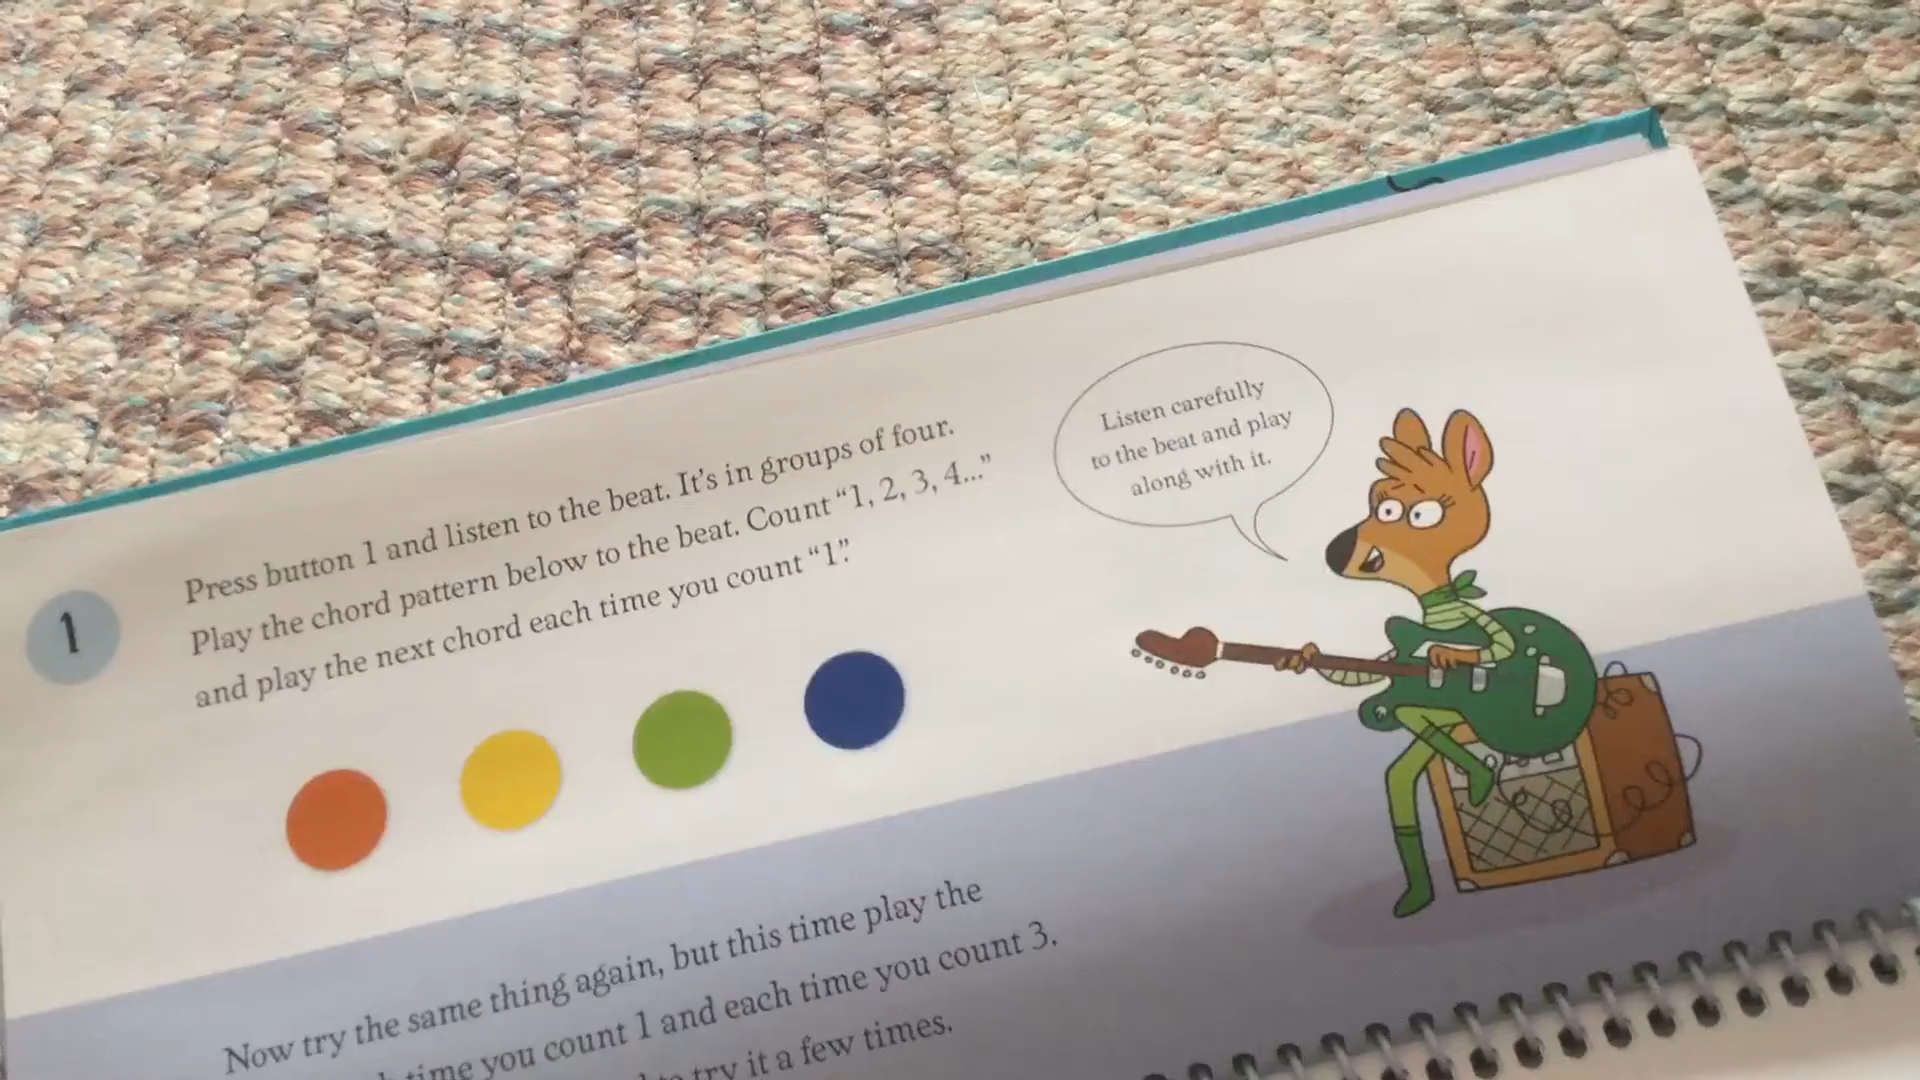 1
Press button 1 and listen to the beat. It's in groups of four.
Play the chord pattern below to the beat. Count “1, 2, 3, 4...”
and play the next chord each time you count “1”.
Listen carefully
to the beat and play
along with it.
Now try the same thing again, but this time play the
time you count 1 and each time you count 3.
try it a few times.